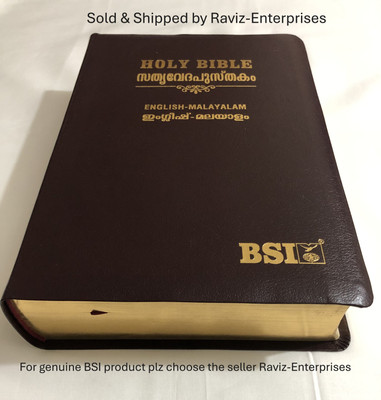 Sold & Shipped by Raviz-Enterprises
HOLY BIBLE
സത്യവേദപുസ്തകം
ENGLISH-MALAYALAM
ഇംഗ്ലീഷ്-മലയാളം
BSI
For genuine BSI product plz choose the seller Raviz-Enterprises